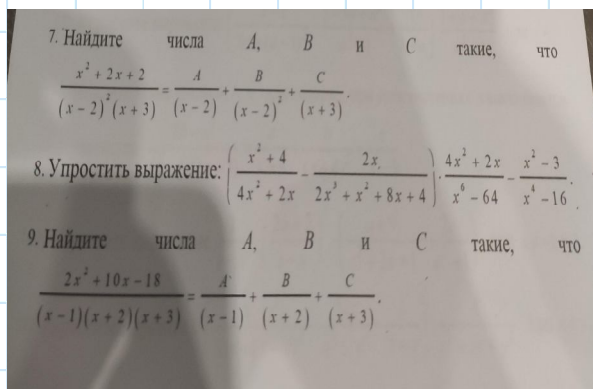 7. Найдите числа A, B и C такие, что
(x² + 2x + 2)/((x − 2)²(x + 3)) = A/(x − 2) + B/(x − 2)² + C/(x + 3).
8. Упростить выражение: ((x² + 4)/(4x² + 2x) − 2x/(2x³ + x² + 8x + 4)) · (4x² + 2x)/(x⁶ − 64) − (x² − 3)/(x⁴ − 16).
9. Найдите числа A, B и C такие, что
(2x² + 10x − 18)/((x − 1)(x + 2)(x + 3)) = A/(x − 1) + B/(x + 2) + C/(x + 3).